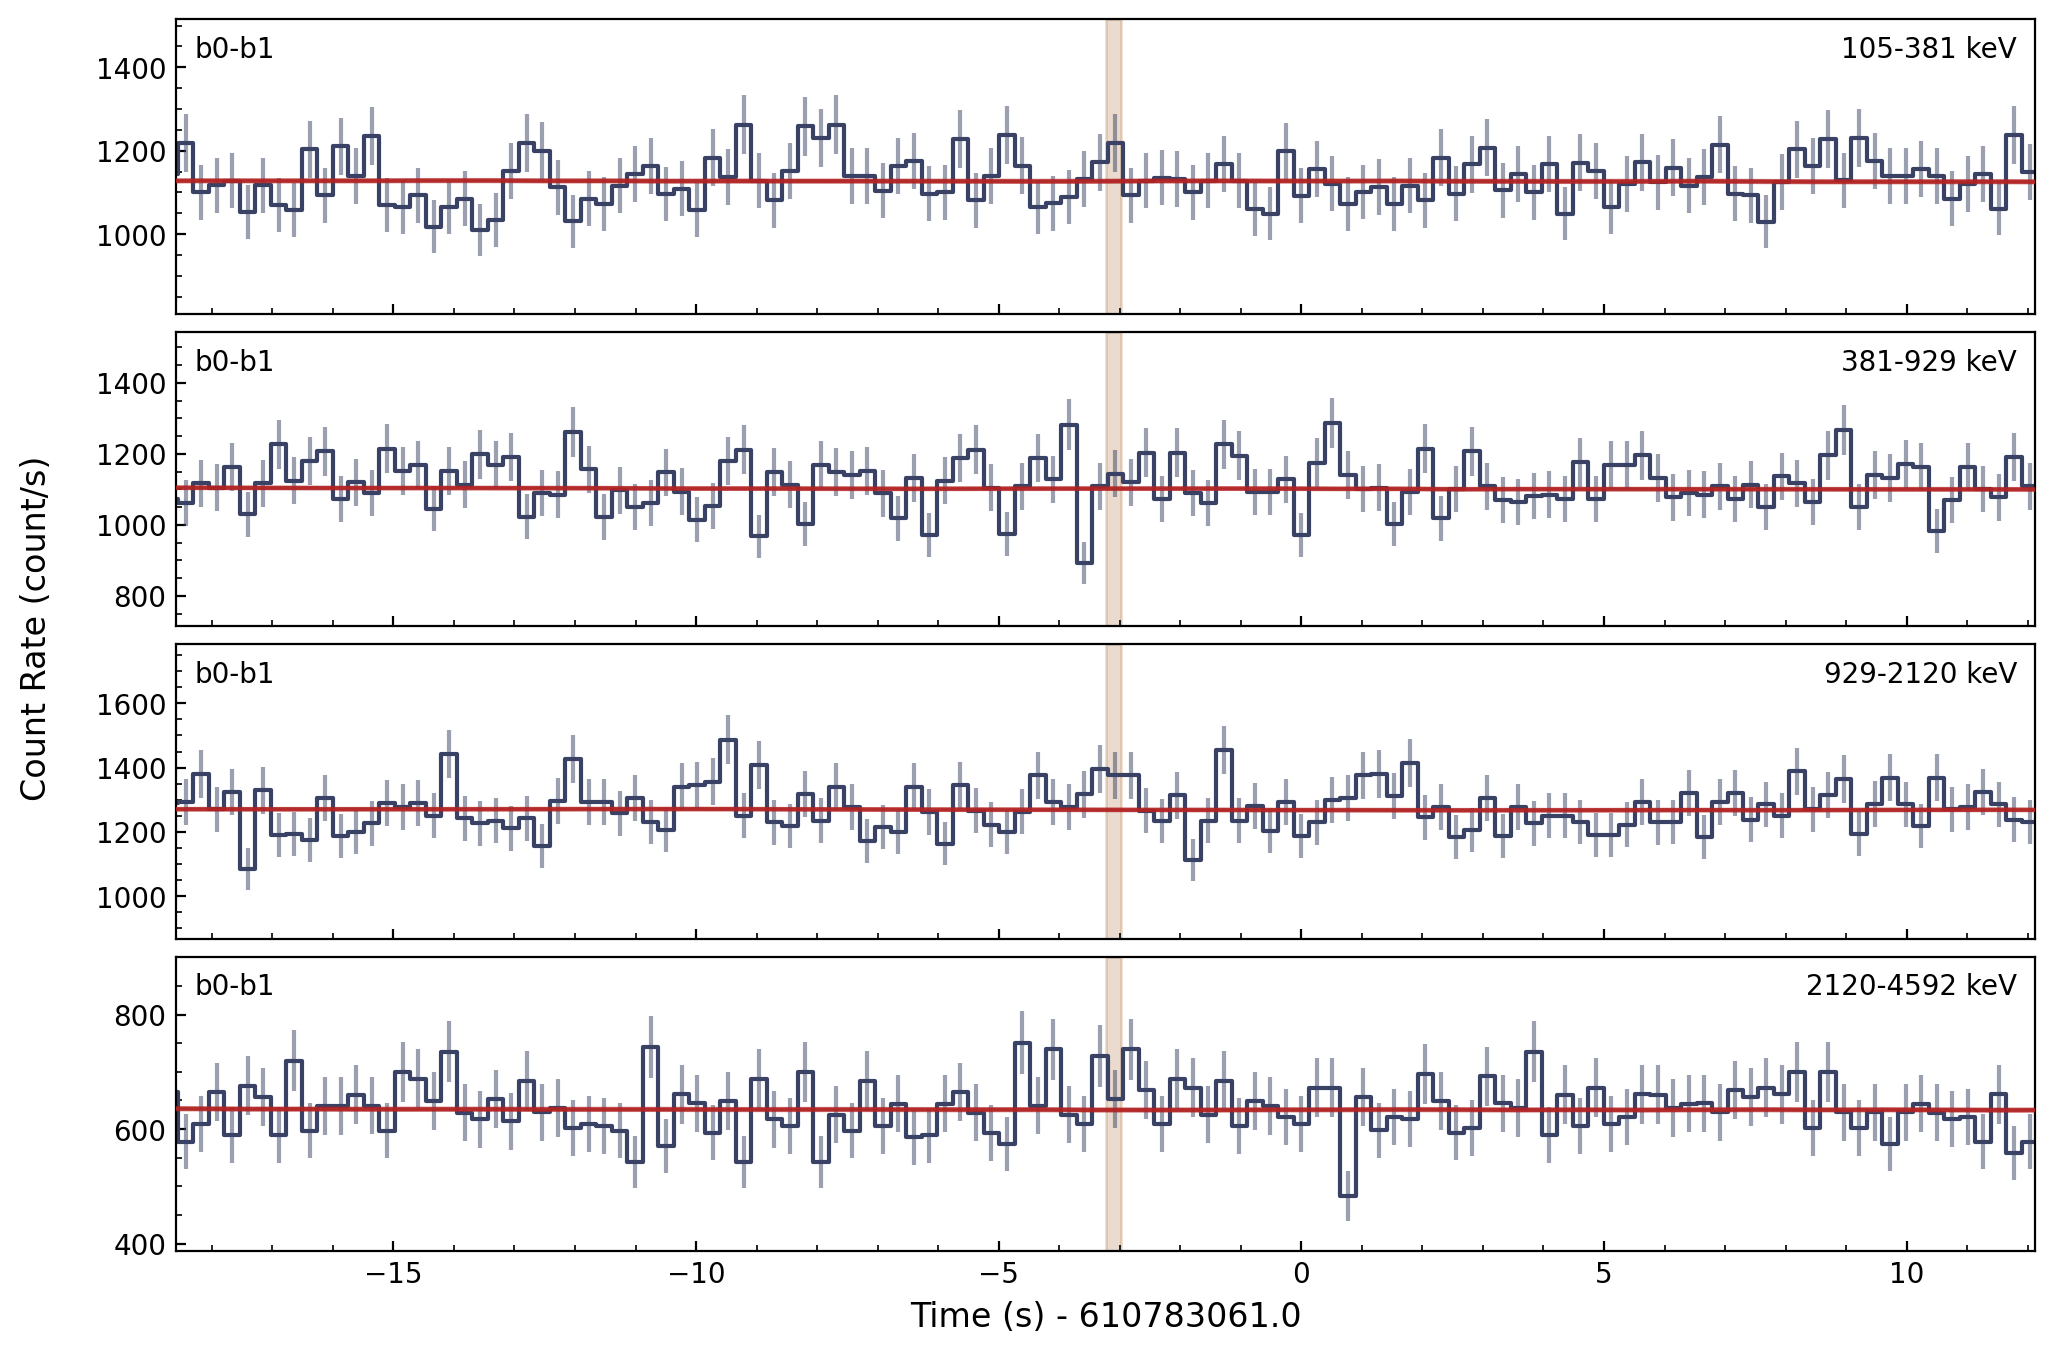 b0-b1 105-381 keV
1400
1200
1000
b0-b1 381-929 keV
1400
1200
1000
800
b0-b1 929-2120 keV
1600
1400
1200
1000
b0-b1 2120-4592 keV
800
600
400
Count Rate (count/s)
−15 −10 −5 0 5 10
Time (s) - 610783061.0